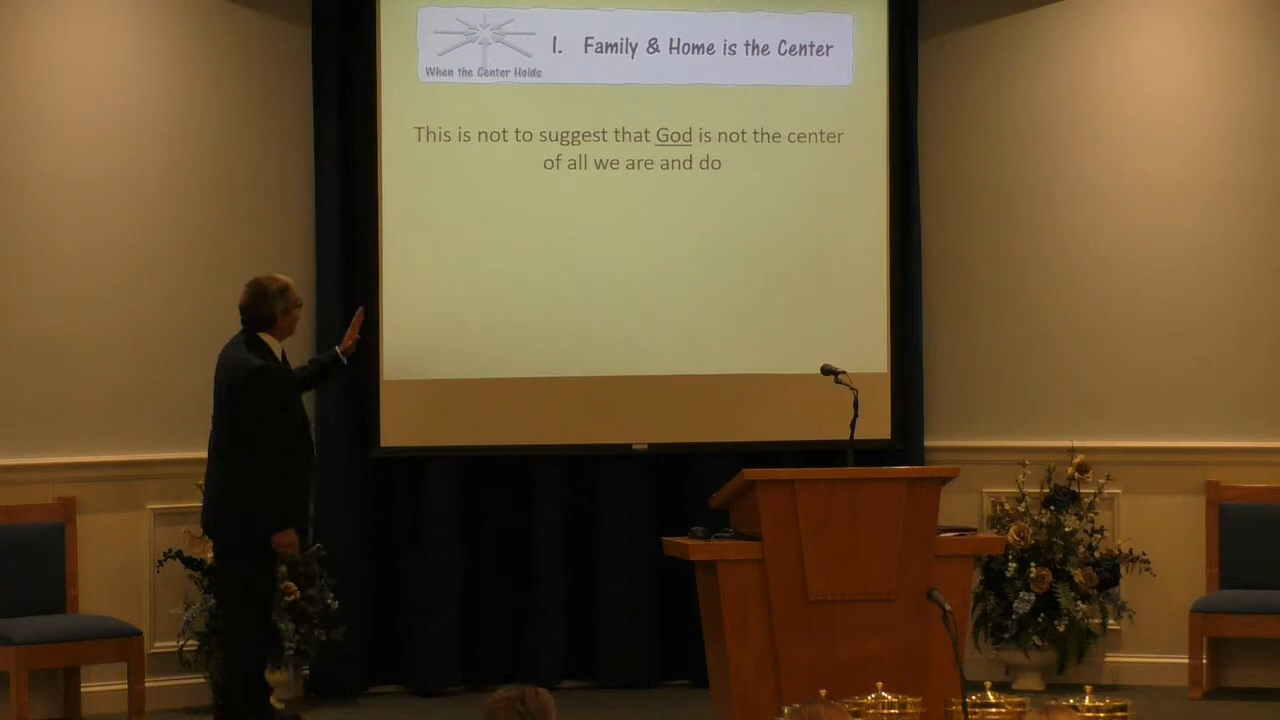 I. Family & Home is the Center
When the Center Holds
This is not to suggest that God is not the center
of all we are and do